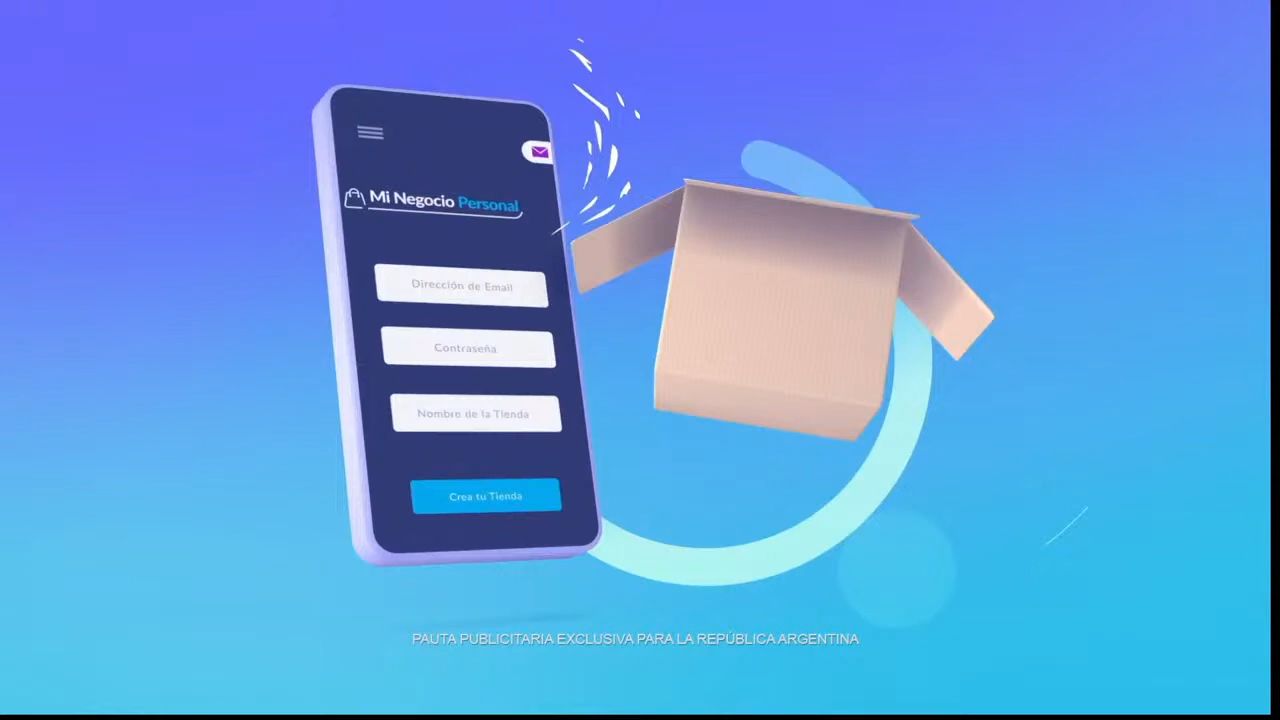 Mi Negocio Personal
Dirección de Email
Contraseña
Nombre de la Tienda
Crea tu Tienda
PAUTA PUBLICITARIA EXCLUSIVA PARA LA REPÚBLICA ARGENTINA